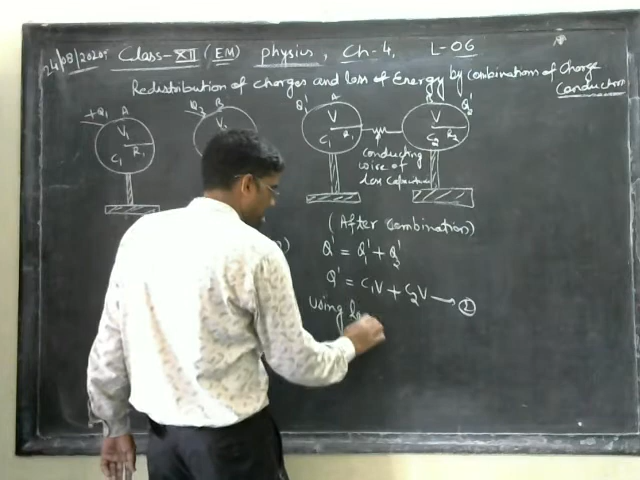 24/08/2020, Class-XII (EM) physics, Ch-4, L-06
Redistribution of charges and loss of Energy by combinations of Charge
Conductors
+Q₁ A
V₁
C₁ R₁
Q₂ B
V₂
Q₁' A
V
C₁ R₁
B Q₂'
V
C₂ R₂
conducting
wire of
less capacitance
(After combination)
Q' = Q₁' + Q₂'
Q' = C₁V + C₂V → ②
Using